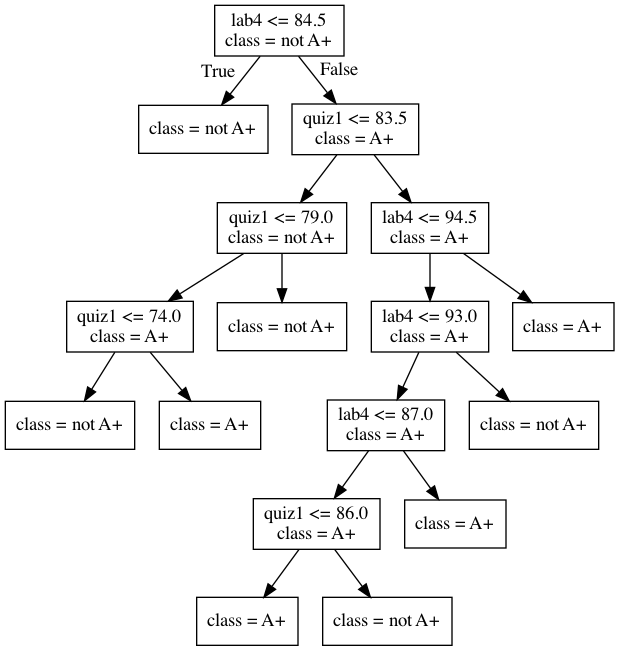 lab4 <= 84.5
class = not A+
True
False
class = not A+
quiz1 <= 83.5
class = A+
quiz1 <= 79.0
class = not A+
lab4 <= 94.5
class = A+
quiz1 <= 74.0
class = A+
class = not A+
lab4 <= 93.0
class = A+
class = A+
class = not A+
class = A+
lab4 <= 87.0
class = A+
class = not A+
quiz1 <= 86.0
class = A+
class = A+
class = A+
class = not A+